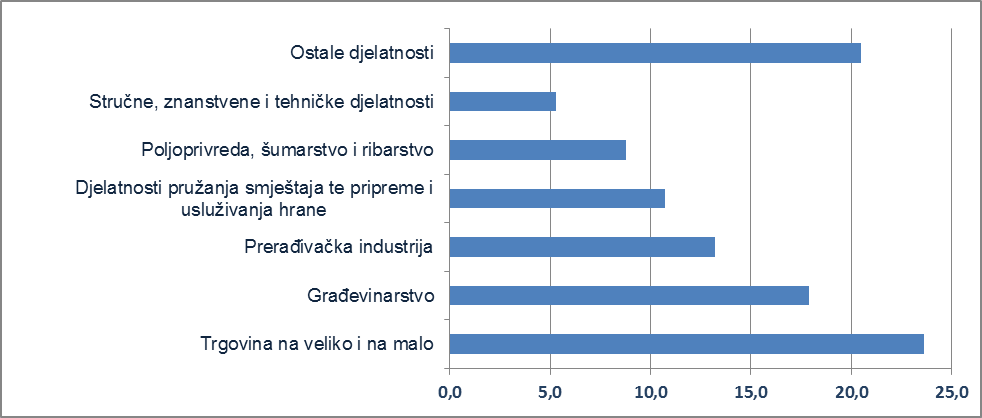 Ostale djelatnosti
Stručne, znanstvene i tehničke djelatnosti
Poljoprivreda, šumarstvo i ribarstvo
Djelatnosti pružanja smještaja te pripreme i
usluživanja hrane
Prerađivačka industrija
Građevinarstvo
Trgovina na veliko i na malo
0,0 5,0 10,0 15,0 20,0 25,0